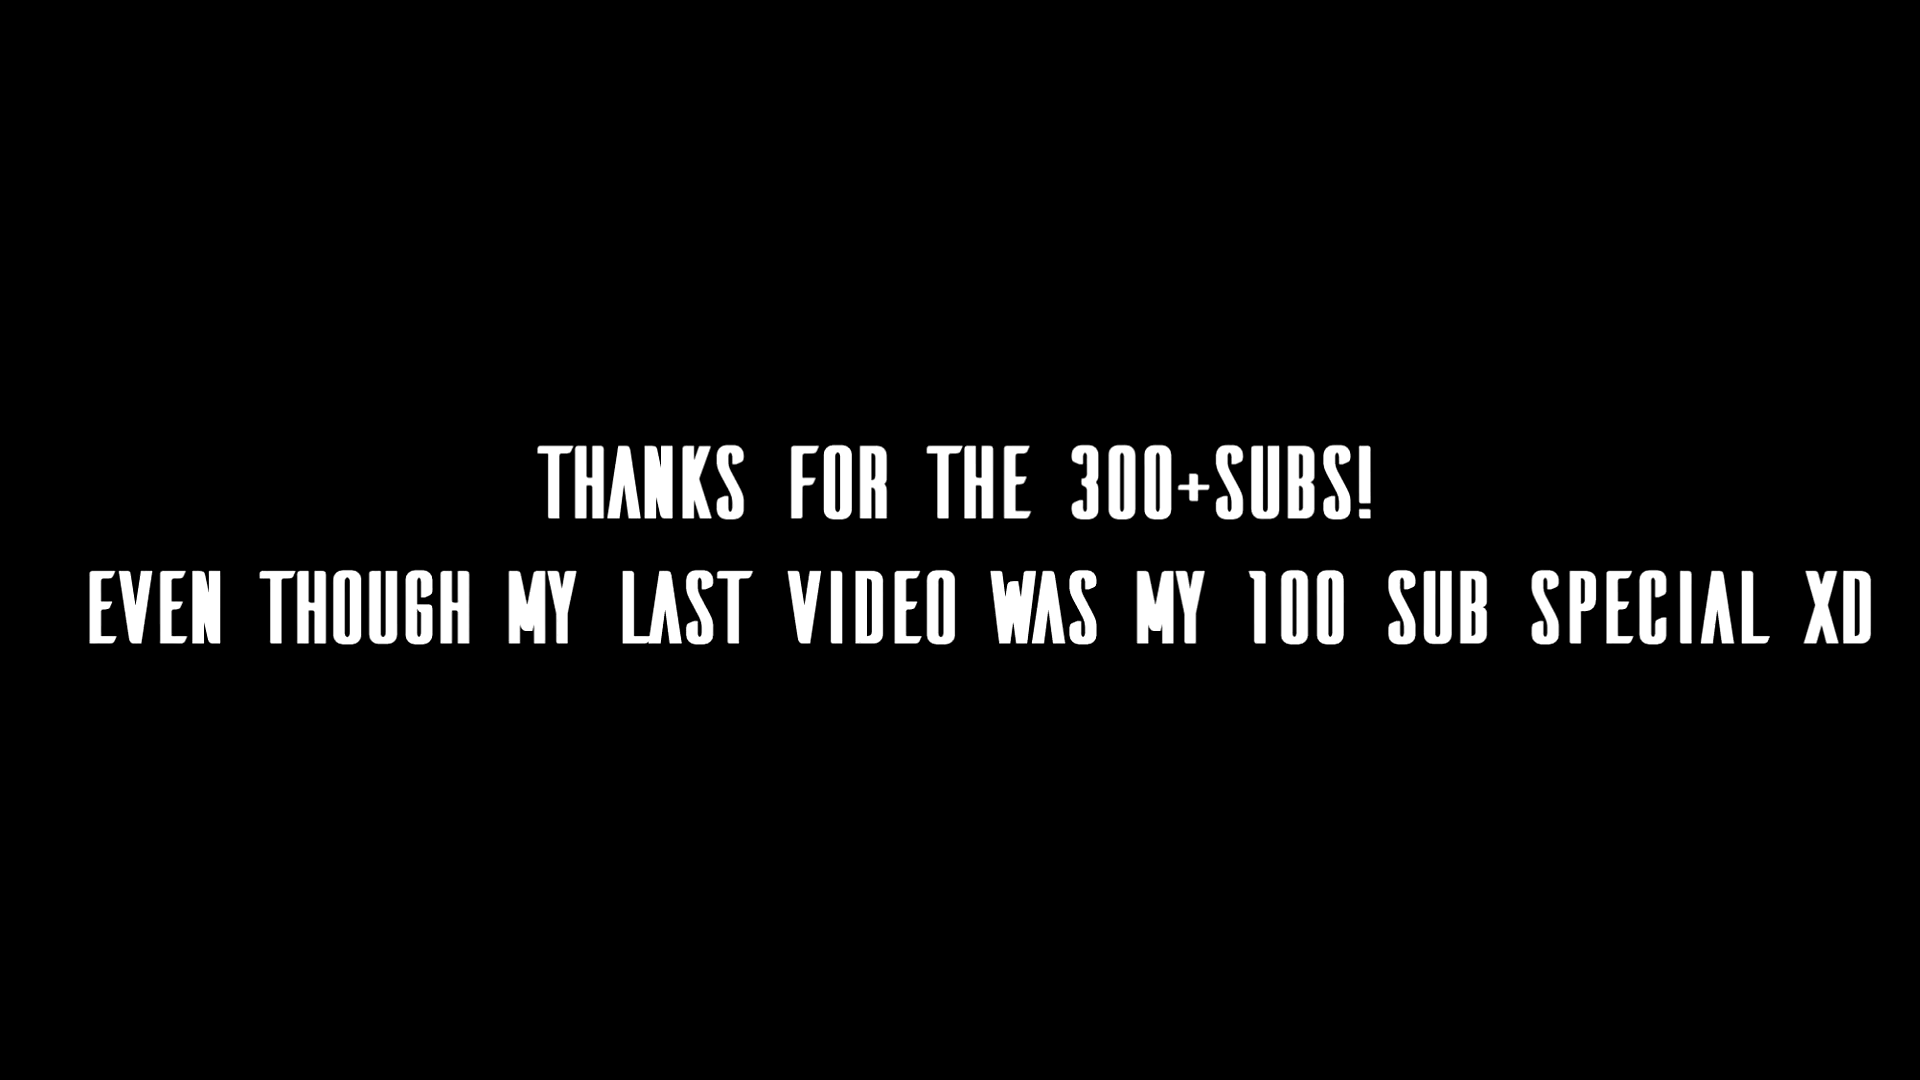 THANKS FOR THE 300+SUBS!
EVEN THOUGH MY LAST VIDEO WAS MY 100 SUB SPECIAL XD